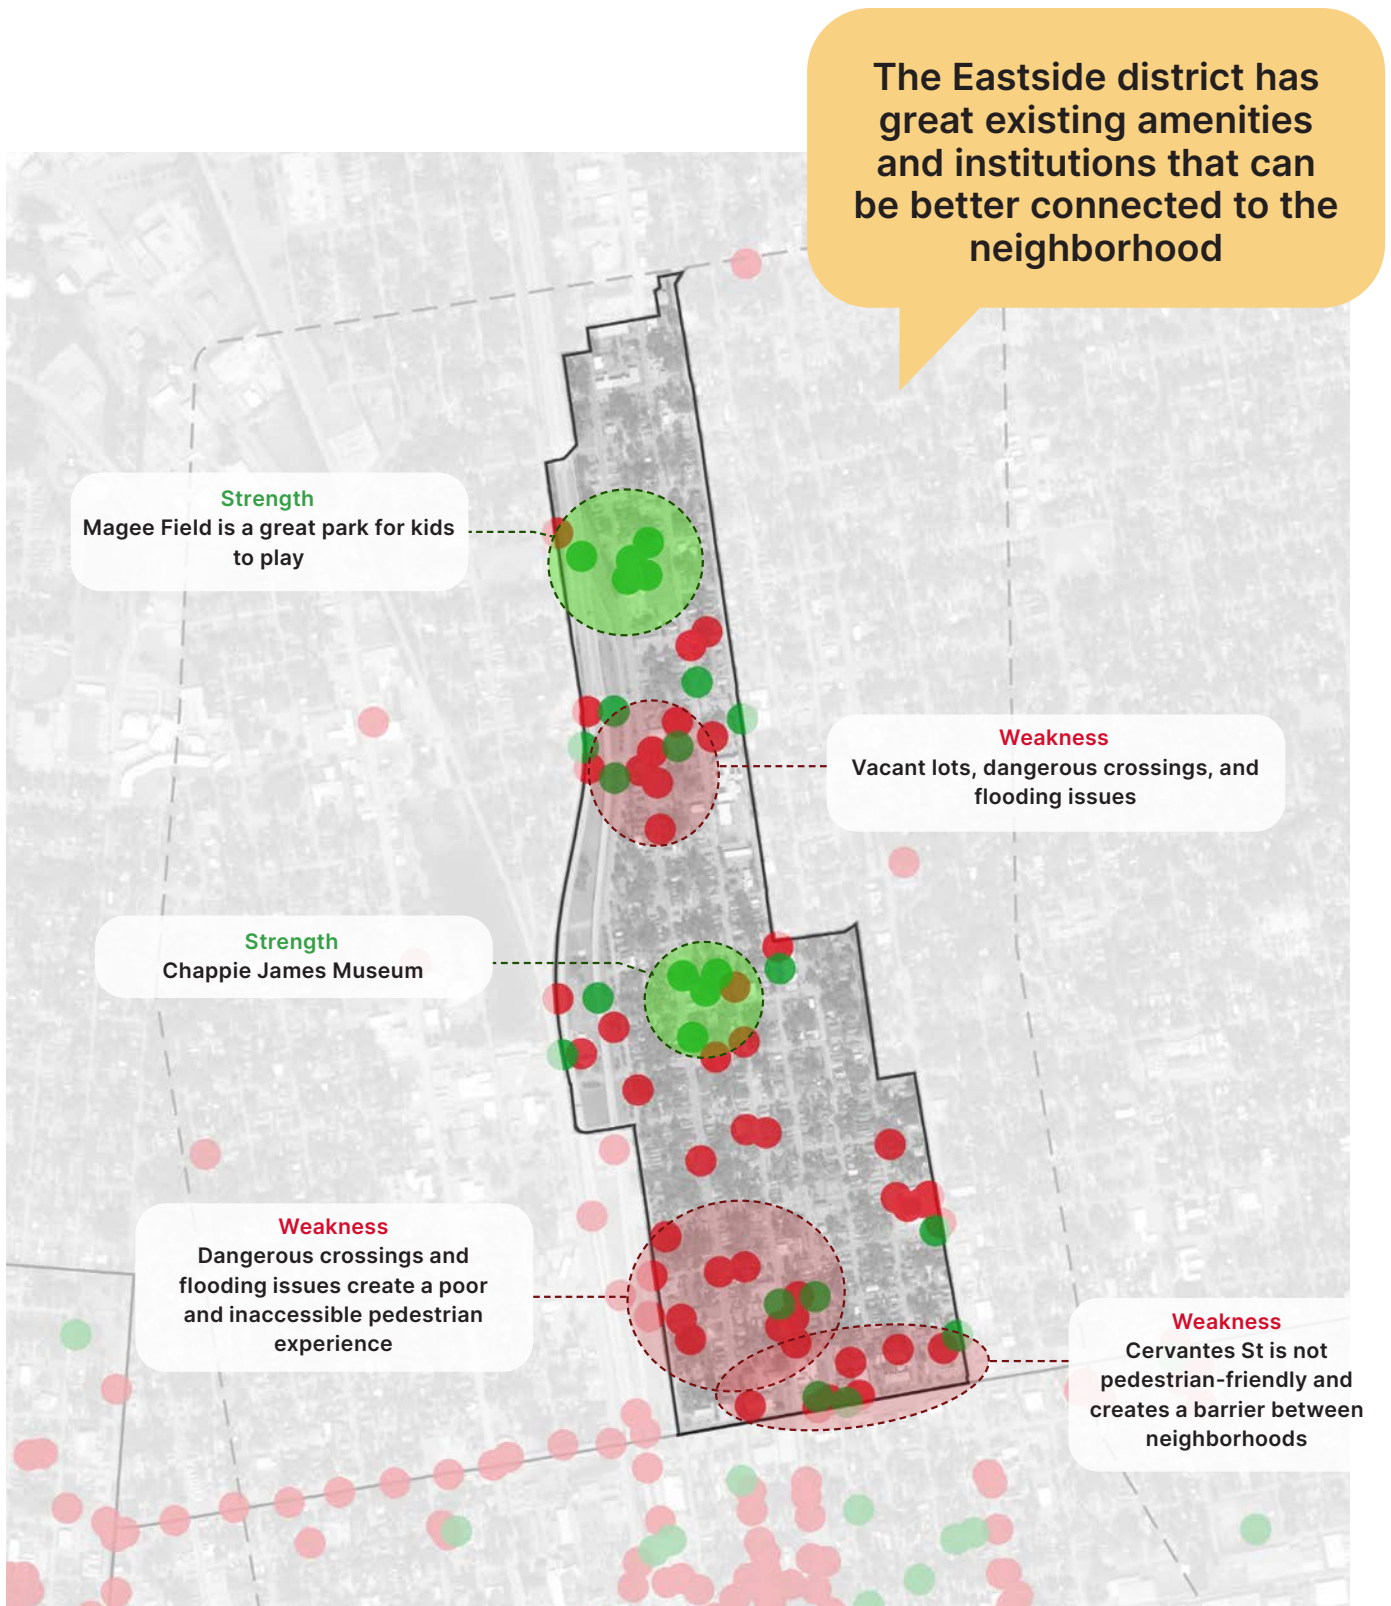 The Eastside district has
great existing amenities
and institutions that can
be better connected to the
neighborhood
Strength
Magee Field is a great park for kids
to play
Weakness
Vacant lots, dangerous crossings, and
flooding issues
Strength
Chappie James Museum
Weakness
Dangerous crossings and
flooding issues create a poor
and inaccessible pedestrian
experience
Weakness
Cervantes St is not
pedestrian-friendly and
creates a barrier between
neighborhoods